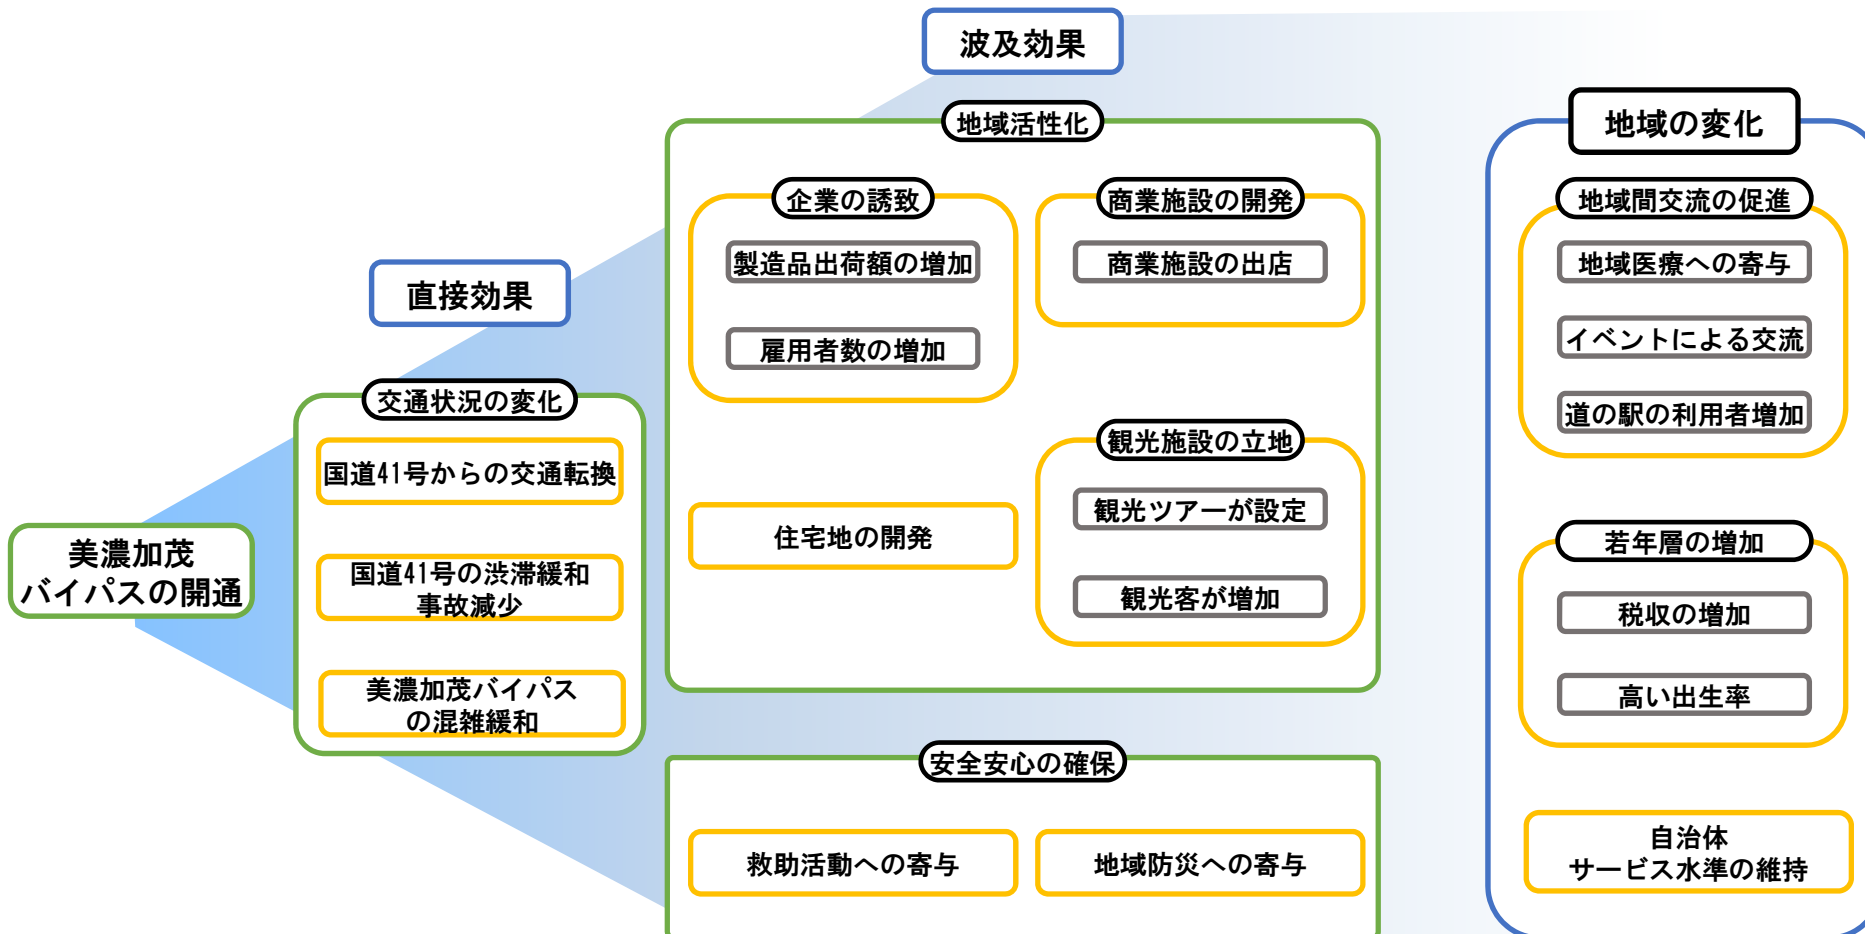 波及効果
地域活性化
企業の誘致
製造品出荷額の増加
雇用者数の増加
商業施設の開発
商業施設の出店
観光施設の立地
観光ツアーが設定
観光客が増加
住宅地の開発
直接効果
交通状況の変化
国道41号からの交通転換
国道41号の渋滞緩和
事故減少
美濃加茂バイパス
の混雑緩和
美濃加茂
バイパスの開通
安全安心の確保
救助活動への寄与
地域防災への寄与
地域の変化
地域間交流の促進
地域医療への寄与
イベントによる交流
道の駅の利用者増加
若年層の増加
税収の増加
高い出生率
自治体
サービス水準の維持